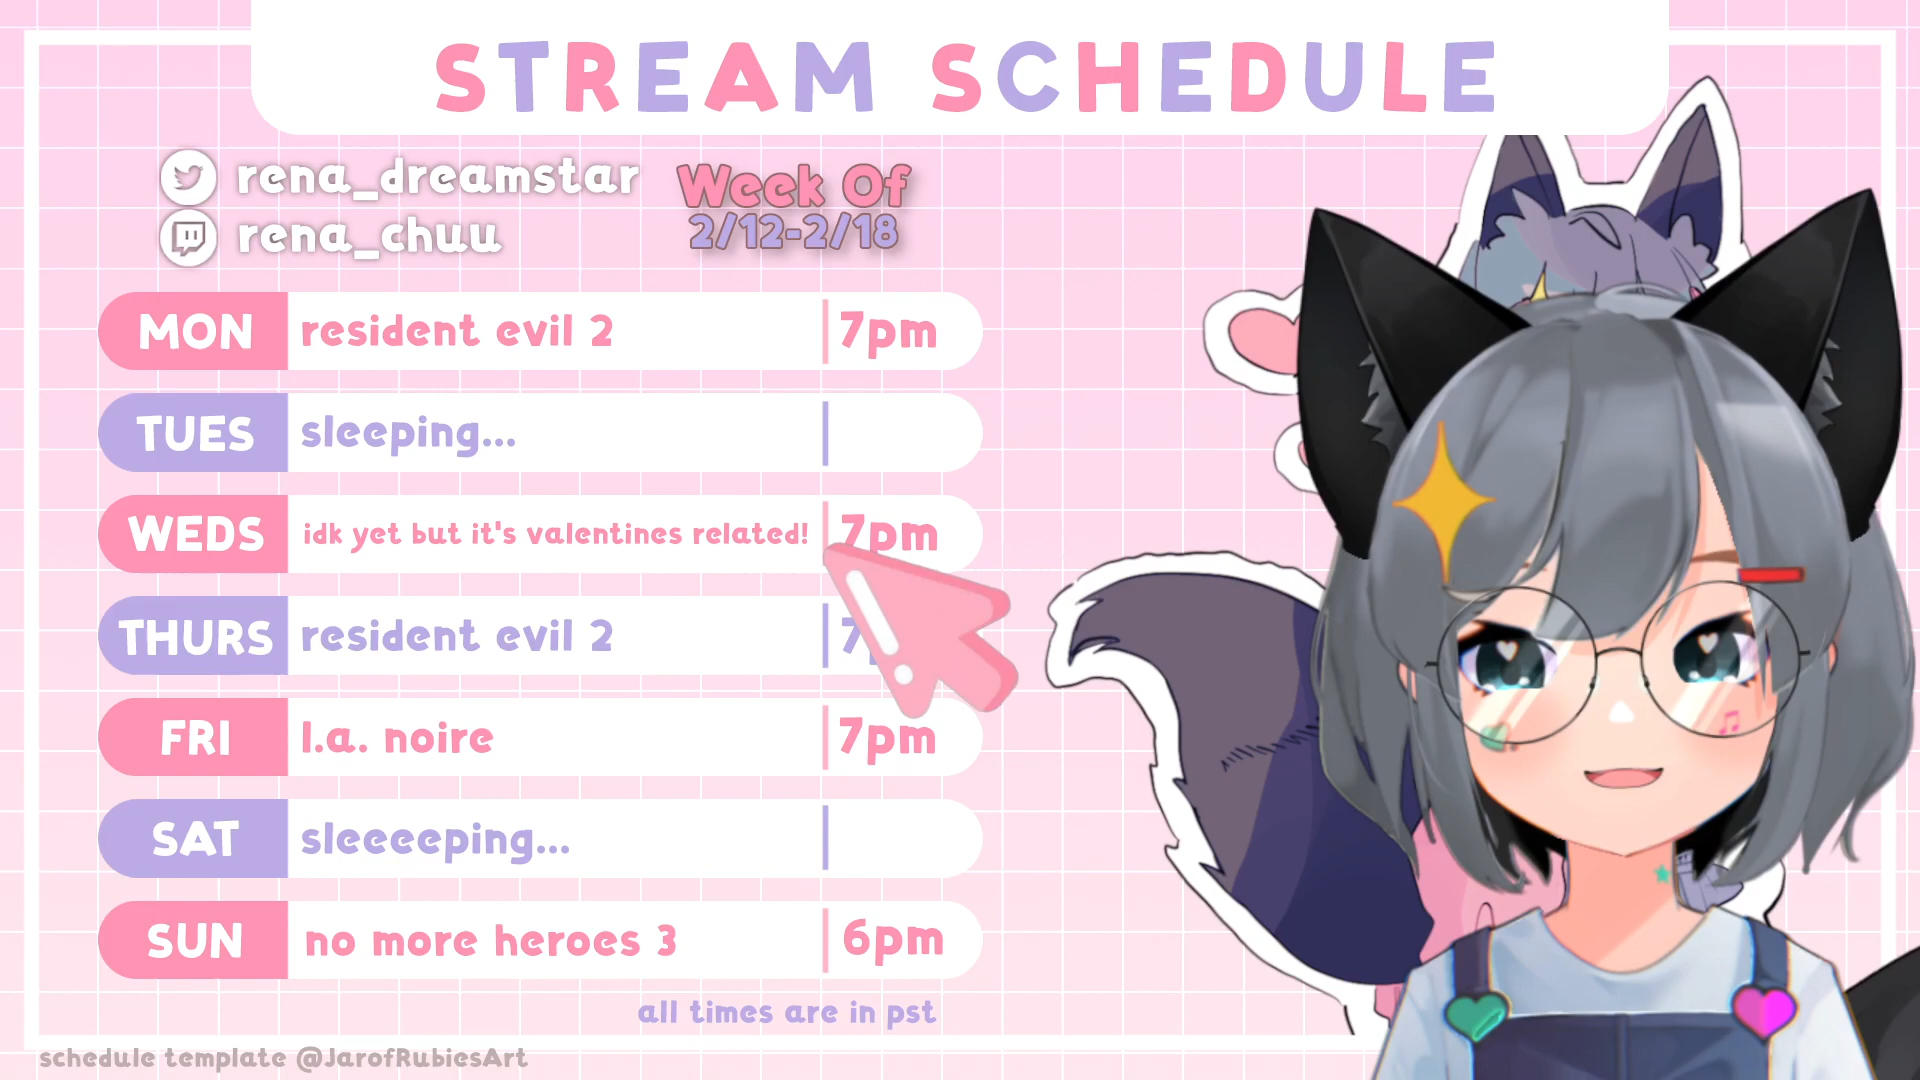 STREAM SCHEDULE
rena_dreamstar
rena_chuu
Week Of
2/12-2/18
MON resident evil 2 7pm
TUES sleeping...
WEDS idk yet but it's valentines related! 7pm
THURS resident evil 2 7
FRI l.a. noire 7pm
SAT sleeeeping...
SUN no more heroes 3 6pm
all times are in pst
schedule template @JarofRubiesArt